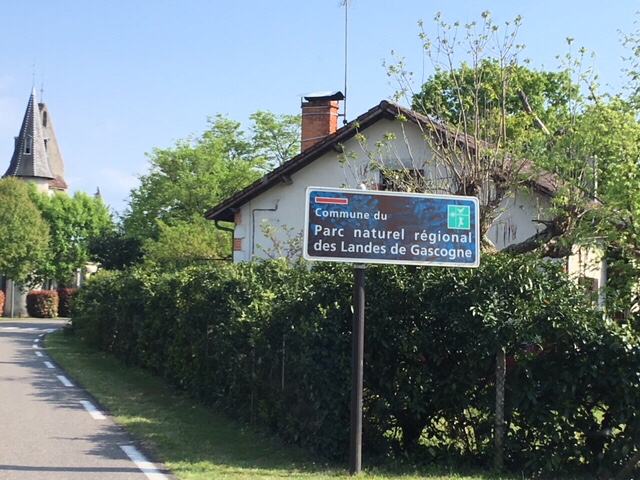 Commune du
Parc naturel régional
des Landes de Gascogne